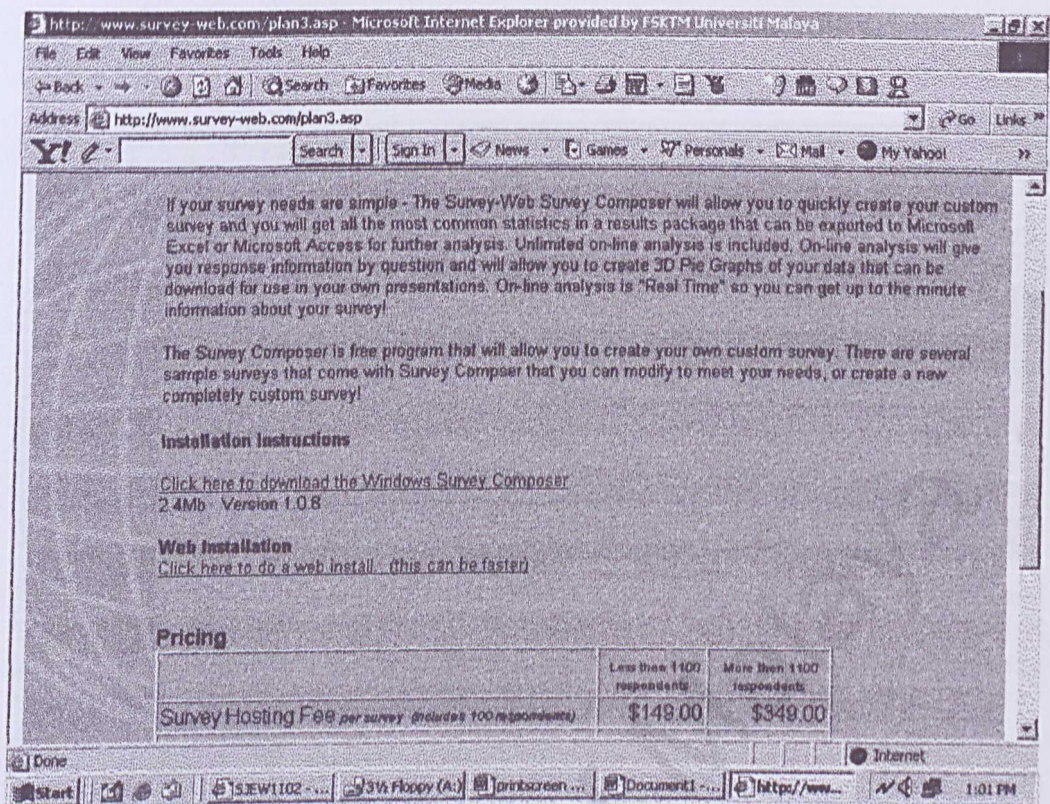 http://www.survey-web.com/plan3.asp - Microsoft Internet Explorer provided by FSKTM Universiti Malaya
File Edit View Favorites Tools Help
Back Search Favorites Media
Address http://www.survey-web.com/plan3.asp Go Links »
Y! Search Sign In News Games Personals Mail My Yahoo! »
If your survey needs are simple - The Survey-Web Survey Composer will allow you to quickly create your custom
survey and you will get all the most common statistics in a results package that can be exported to Microsoft
Excel or Microsoft Access for further analysis. Unlimited on-line analysis is included. On-line analysis will give
you response information by question and will allow you to create 3D Pie Graphs of your data that can be
download for use in your own presentations. On-line analysis is "Real Time" so you can get up to the minute
information about your survey!
The Survey Composer is free program that will allow you to create your own custom survey. There are several
sample surveys that come with Survey Compser that you can modify to meet your needs, or create a new
completely custom survey!
Installation Instructions
Click here to download the Windows Survey Composer
2.4Mb Version 1.0.8
Web Installation
Click here to do a web install. (this can be faster)
Pricing
Less then 1100 respondents More then 1100 respondents
Survey Hosting Fee per survey (includes 100 respondents) $149.00 $349.00
Done Internet
Start SJEW1102 - ... 3½ Floppy (A:) printscreen ... Document1 - ... http://ww... 1:01 PM